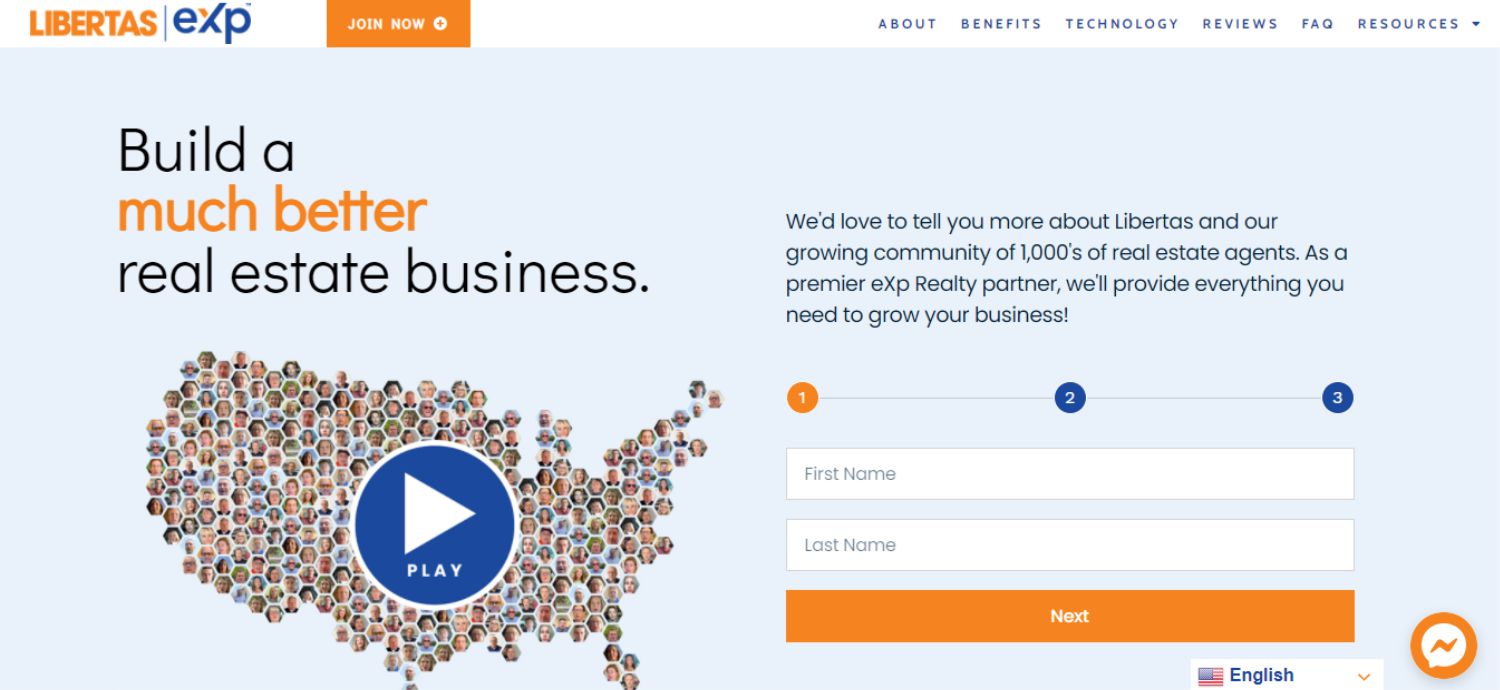 LIBERTAS | eXp™
JOIN NOW
ABOUT BENEFITS TECHNOLOGY REVIEWS FAQ RESOURCES
Build a
much better
real estate business.
We'd love to tell you more about Libertas and our
growing community of 1,000's of real estate agents. As a
premier eXp Realty partner, we'll provide everything you
need to grow your business!
1 2 3
First Name
Last Name
Next
PLAY
English